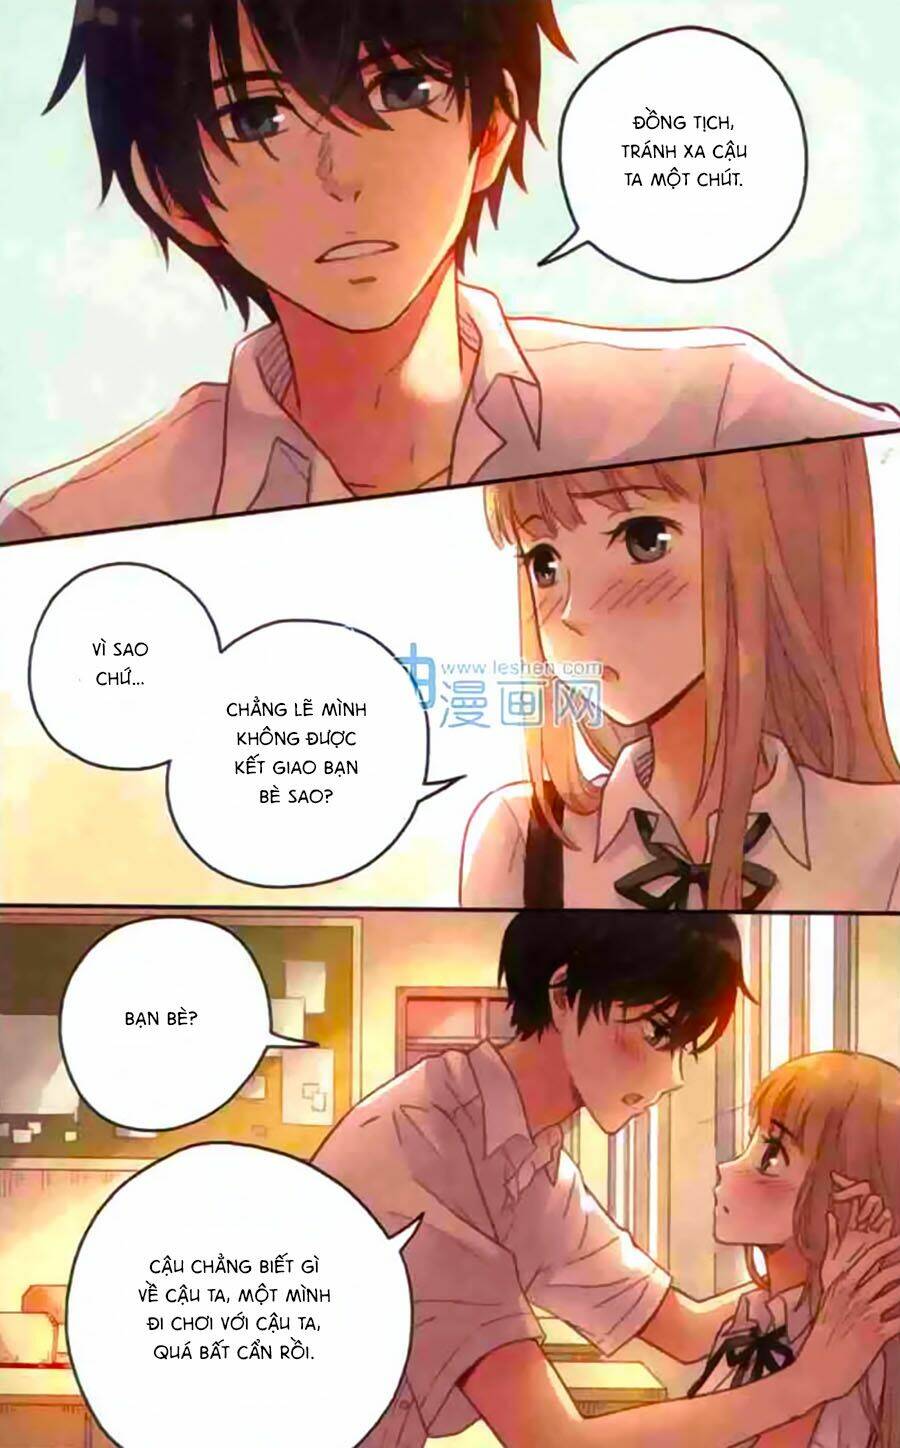 ĐỒNG TỊCH,
TRÁNH XA CẬU
TA MỘT CHÚT.
VÌ SAO
CHỨ...
CHẲNG LẼ MÌNH
KHÔNG ĐƯỢC
KẾT GIAO BẠN
BÈ SAO?
www.leshen.com
漫画网
BẠN BÈ?
CẬU CHẲNG BIẾT GÌ
VỀ CẬU TA, MỘT MÌNH
ĐI CHƠI VỚI CẬU TA,
QUÁ BẤT CẨN RỒI.